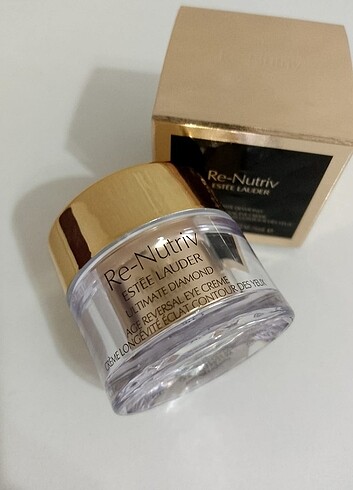 Re-Nutriv
ESTĒE LAUDER
Re-Nutriv
ESTĒE LAUDER
ULTIMATE DIAMOND
AGE REVERSAL EYE CREME
CRÈME LONGÉVITÉ ÉCLAT CONTOUR DES YEUX